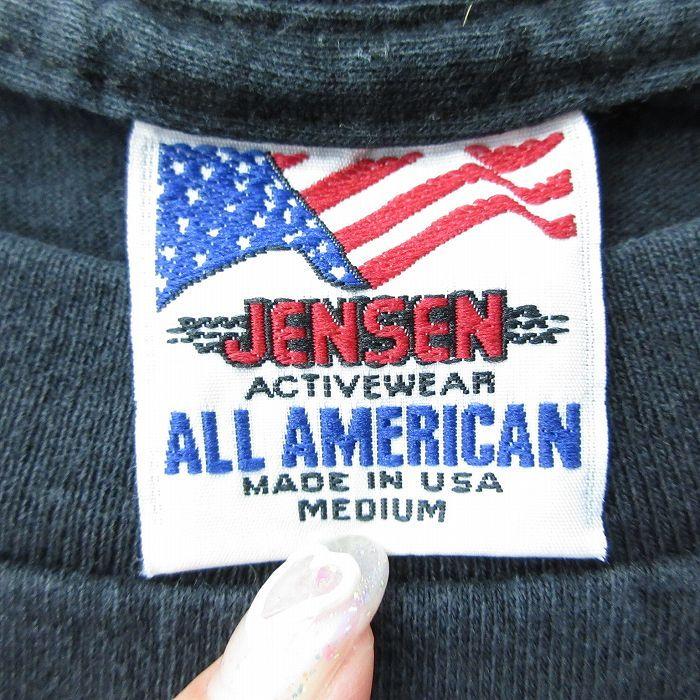 JENSEN
ACTIVEWEAR
ALL AMERICAN
MADE IN USA
MEDIUM